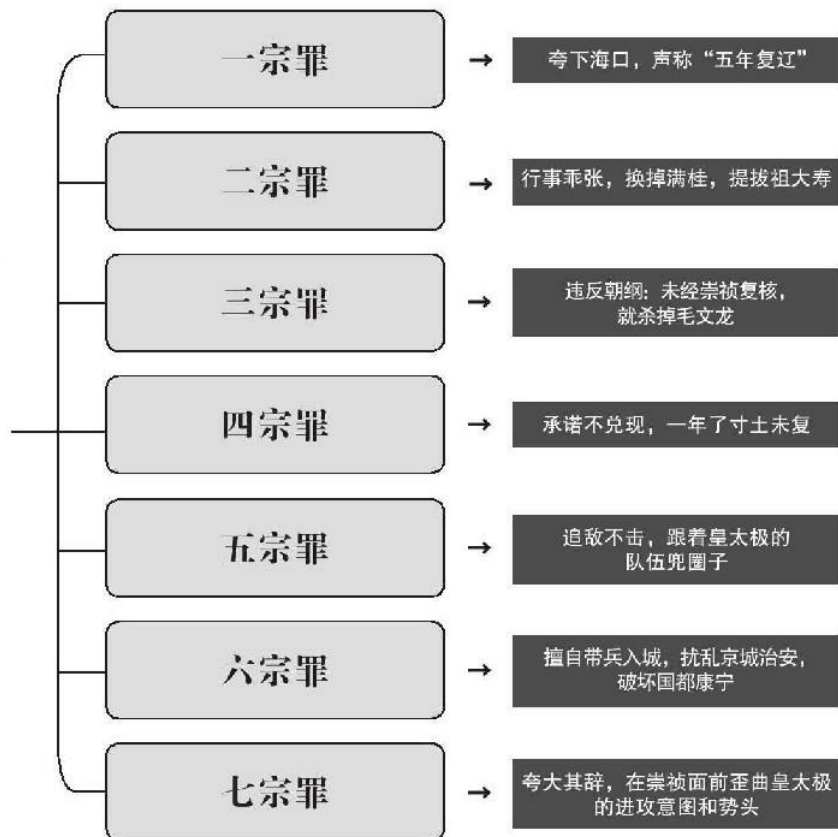 一宗罪
夸下海口，声称“五年复辽”
二宗罪
行事乖张，换掉满桂，提拔祖大寿
三宗罪
违反朝纲：未经崇祯复核，
就杀掉毛文龙
四宗罪
承诺不兑现，一年了寸土未复
五宗罪
追敌不击，跟着皇太极的
队伍兜圈子
六宗罪
擅自带兵入城，扰乱京城治安，
破坏国都康宁
七宗罪
夸大其辞，在崇祯面前歪曲皇太极
的进攻意图和势头